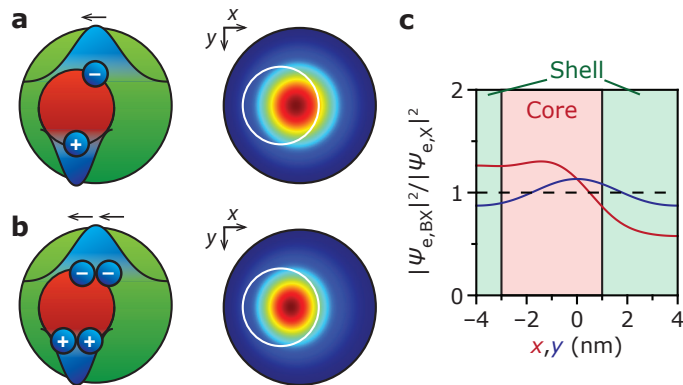 a
x
y
−
+
b
x
y
− −
+ +
c
Shell
Core
|Ψe,BX|²/|Ψe,X|²
2
1
0
−4 −2 0 2 4
x,y (nm)